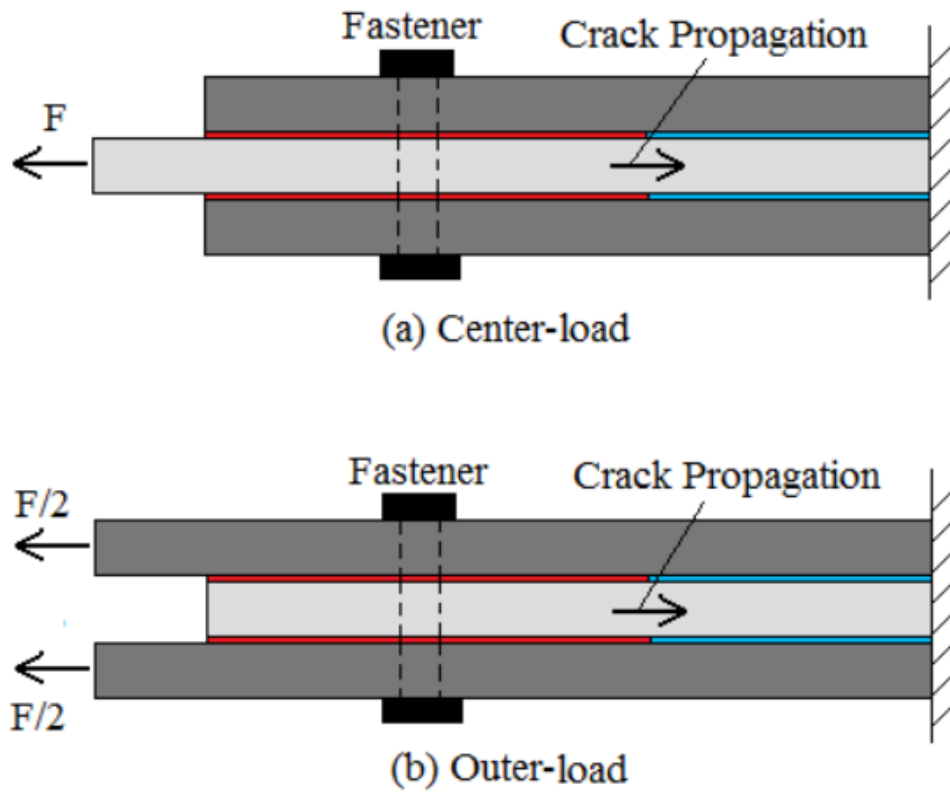 Fastener
Crack Propagation
F
(a) Center-load
Fastener
Crack Propagation
F/2
F/2
(b) Outer-load